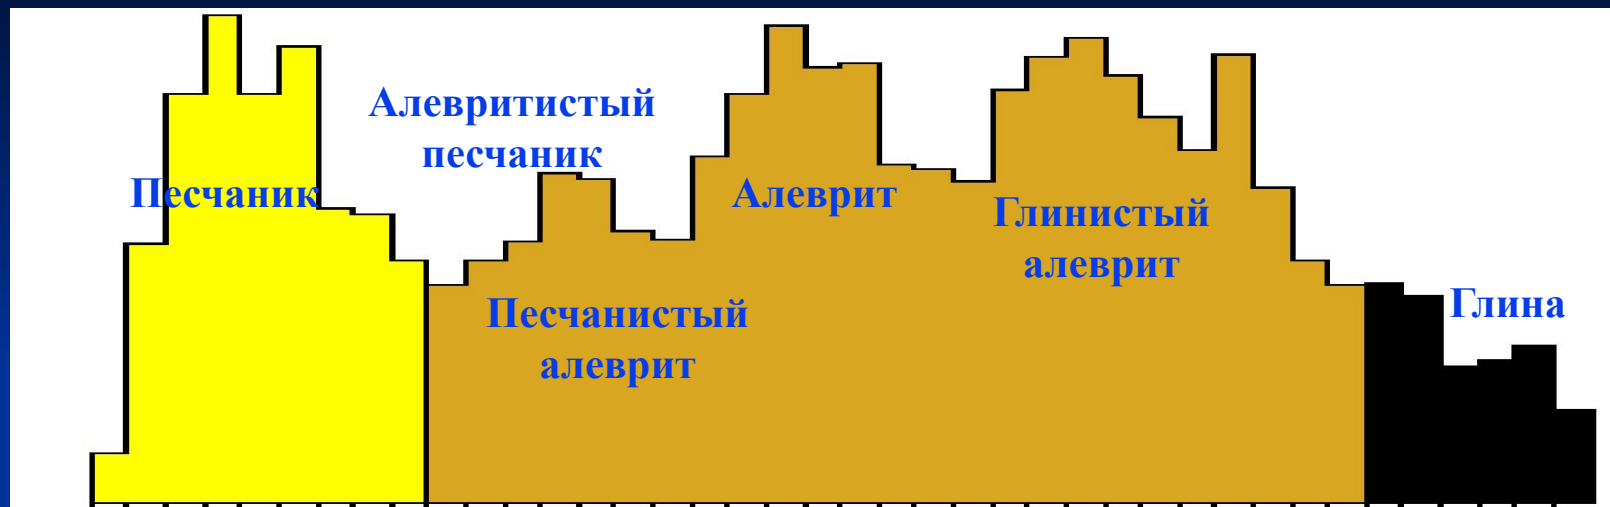 Алевритистый
песчаник
Песчаник
Алеврит
Глинистый
алеврит
Песчанистый
алеврит
Глина